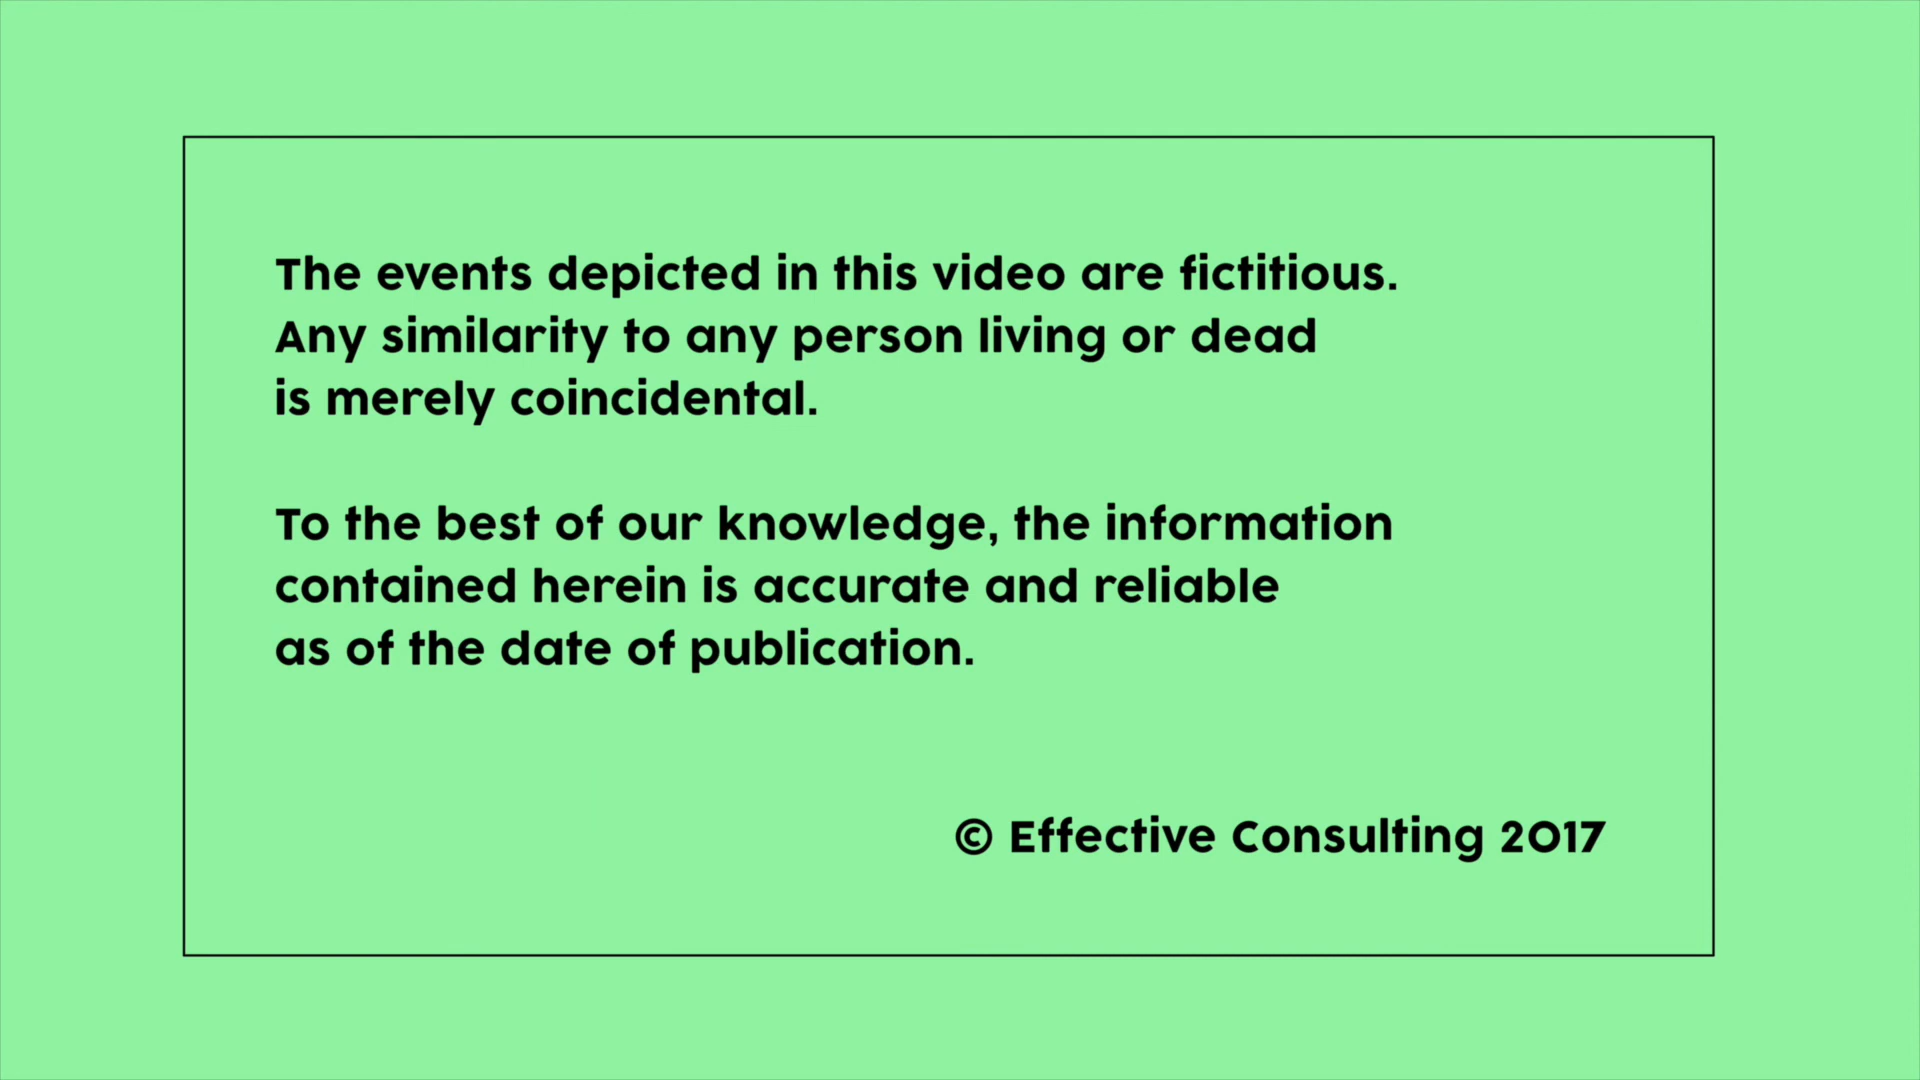 The events depicted in this video are fictitious.
Any similarity to any person living or dead
is merely coincidental.
To the best of our knowledge, the information
contained herein is accurate and reliable
as of the date of publication.
© Effective Consulting 2017